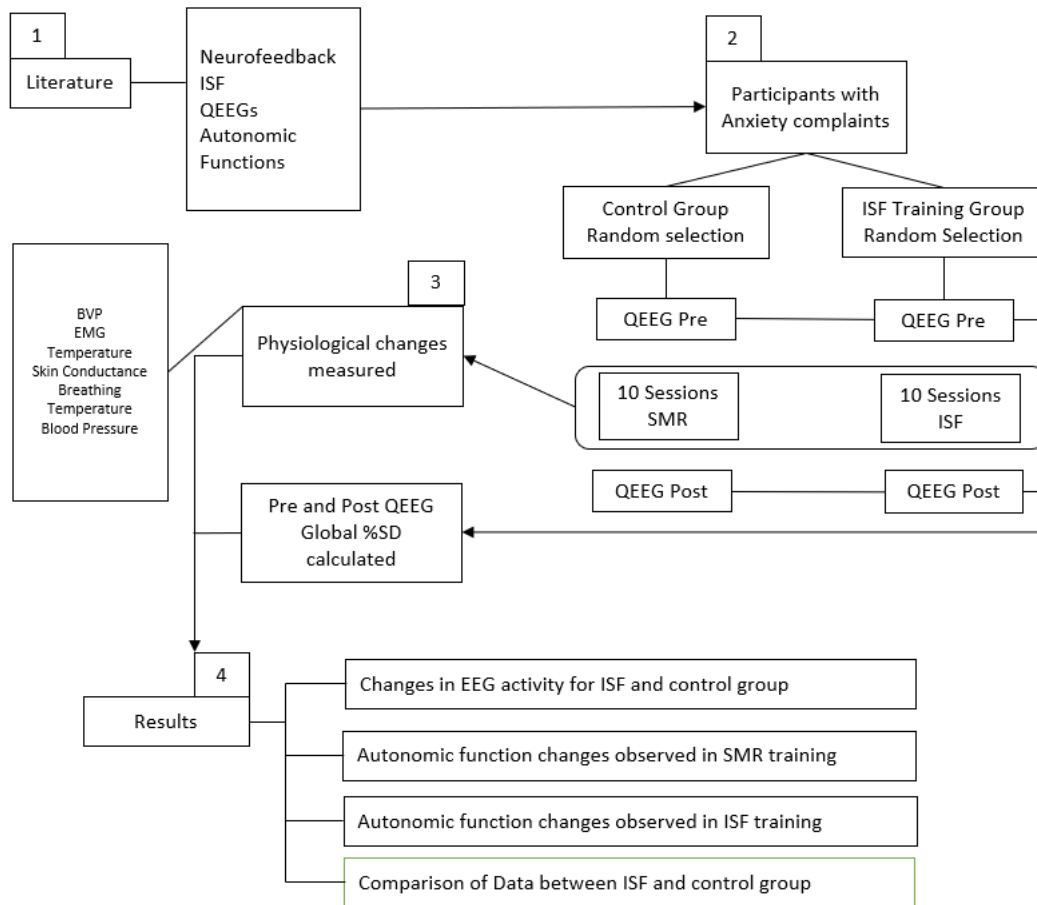 1
Literature
Neurofeedback
ISF
QEEGs
Autonomic
Functions
2
Participants with
Anxiety complaints
Control Group
Random selection
ISF Training Group
Random Selection
QEEG Pre
QEEG Pre
10 Sessions
SMR
10 Sessions
ISF
QEEG Post
QEEG Post
3
Physiological changes
measured
BVP
EMG
Temperature
Skin Conductance
Breathing
Temperature
Blood Pressure
Pre and Post QEEG
Global %SD
calculated
4
Results
Changes in EEG activity for ISF and control group
Autonomic function changes observed in SMR training
Autonomic function changes observed in ISF training
Comparison of Data between ISF and control group